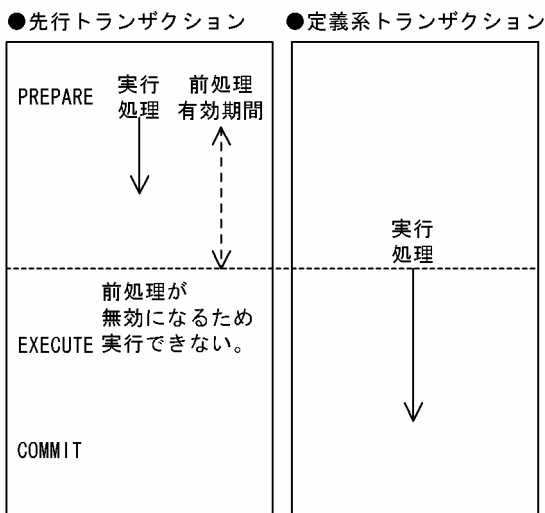 ●先行トランザクション
●定義系トランザクション
PREPARE
実行
処理
前処理
有効期間
実行
処理
前処理が
無効になるため
EXECUTE 実行できない。
COMMIT